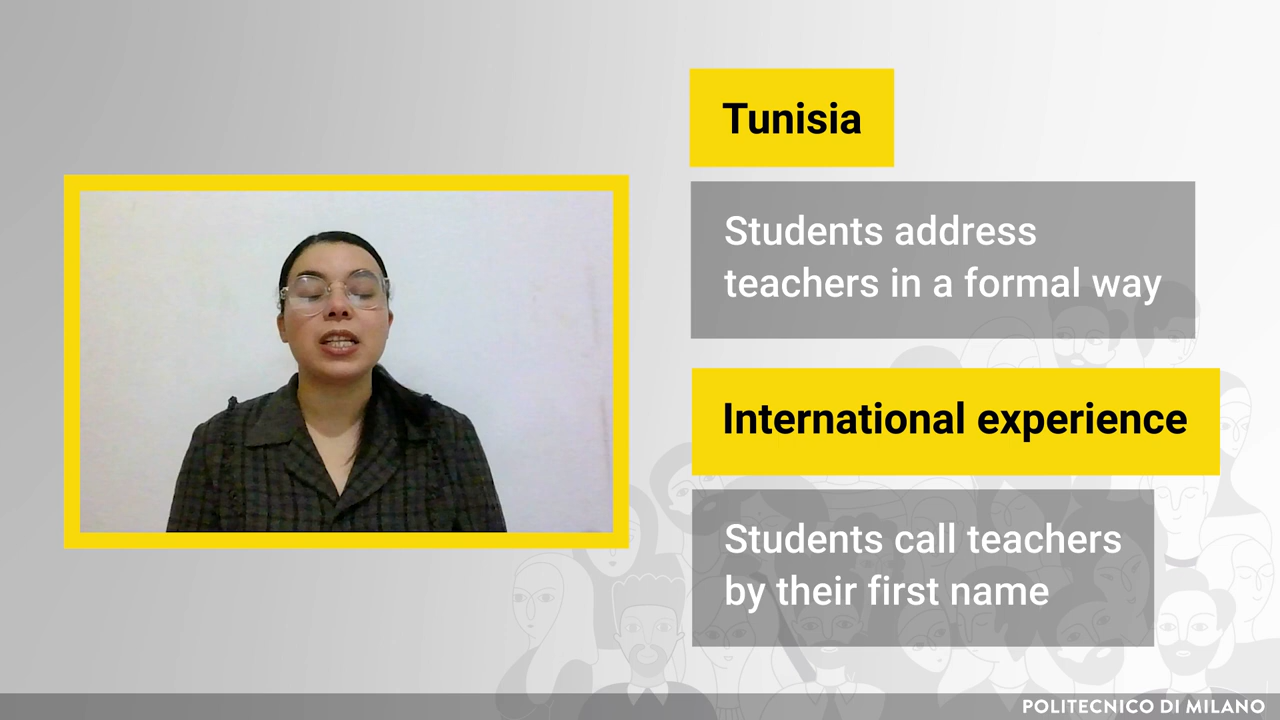 Tunisia
Students address
teachers in a formal way
International experience
Students call teachers
by their first name
POLITECNICO DI MILANO